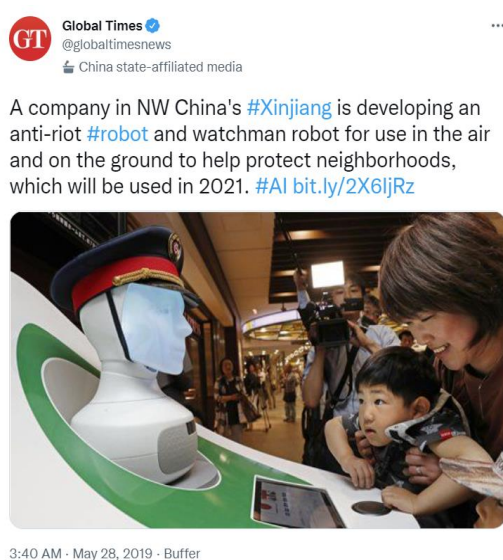 GT
Global Times
@globaltimesnews
China state-affiliated media
A company in NW China's #Xinjiang is developing an
anti-riot #robot and watchman robot for use in the air
and on the ground to help protect neighborhoods,
which will be used in 2021. #AI bit.ly/2X6ljRz
3:40 AM · May 28, 2019 · Buffer